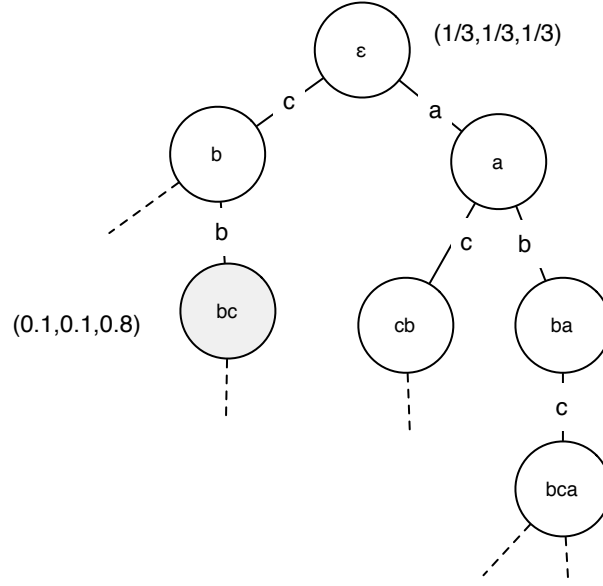 ε
(1/3,1/3,1/3)
c
a
b
a
b
c
b
bc
(0.1,0.1,0.8)
cb
ba
c
bca